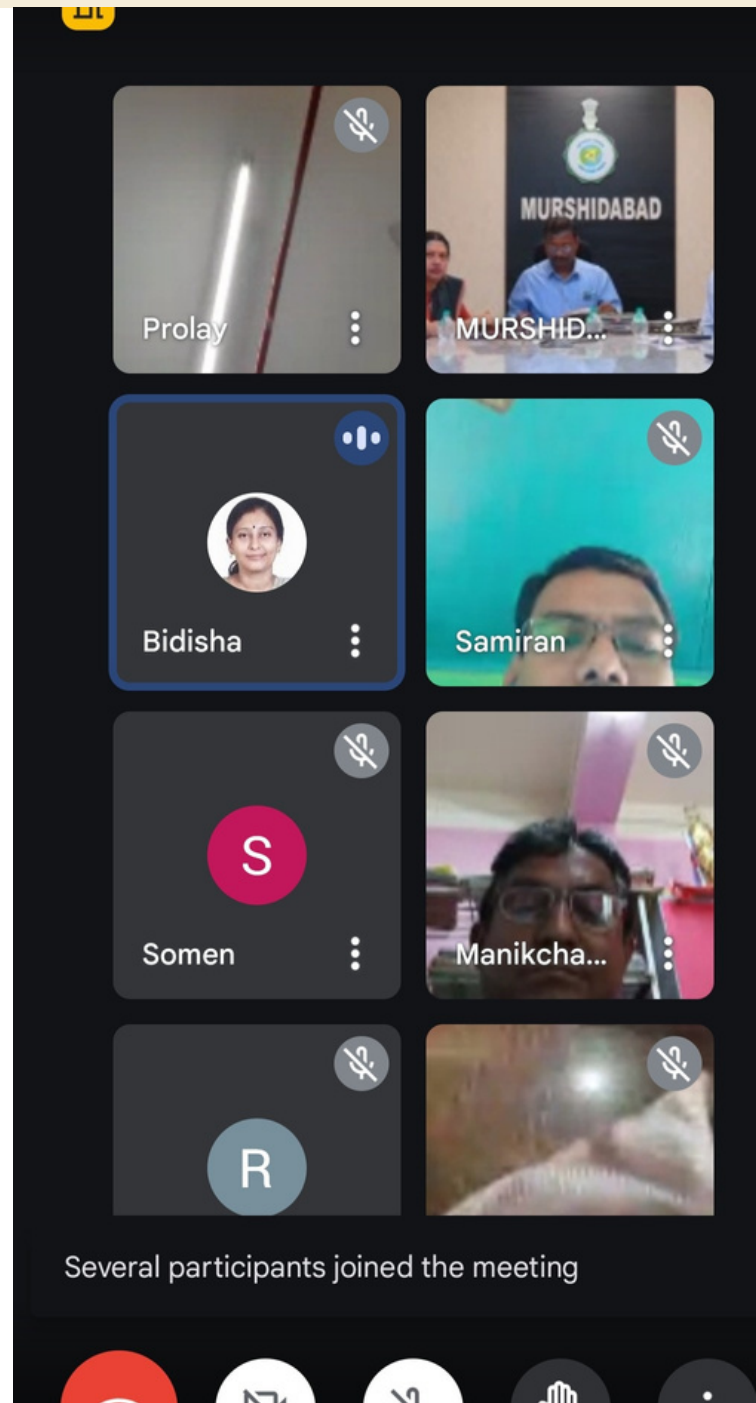 MURSHIDABAD
Prolay
MURSHID...
Bidisha
Samiran
S
Somen
Manikcha...
R
Several participants joined the meeting